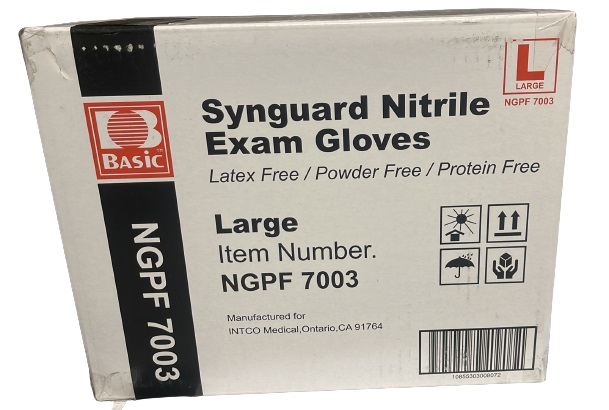 L
LARGE
NGPF 7003
BASIC™
Synguard Nitrile
Exam Gloves
Latex Free / Powder Free / Protein Free
Large
Item Number.
NGPF 7003
NGPF 7003
Manufactured for
INTCO Medical,Ontario,CA 91764